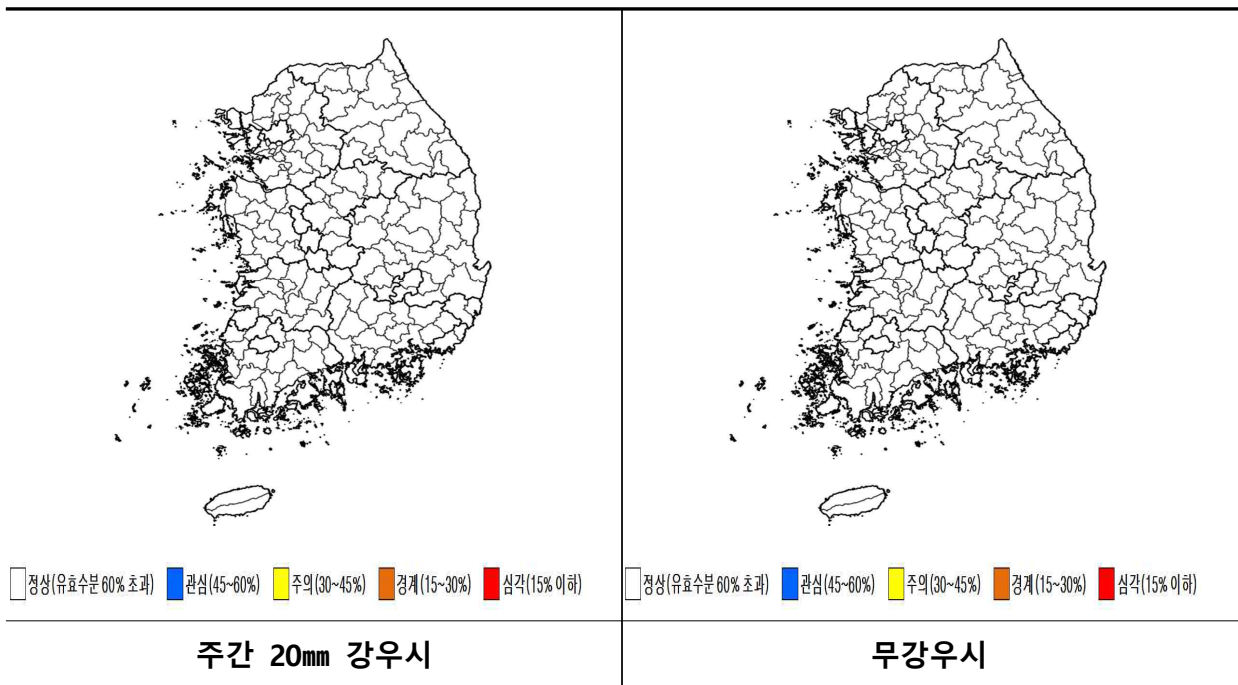 정상(유효수분 60% 초과) 관심(45~60%) 주의(30~45%) 경계(15~30%) 심각(15% 이하)
정상(유효수분 60% 초과) 관심(45~60%) 주의(30~45%) 경계(15~30%) 심각(15% 이하)
주간 20㎜ 강우시
무강우시